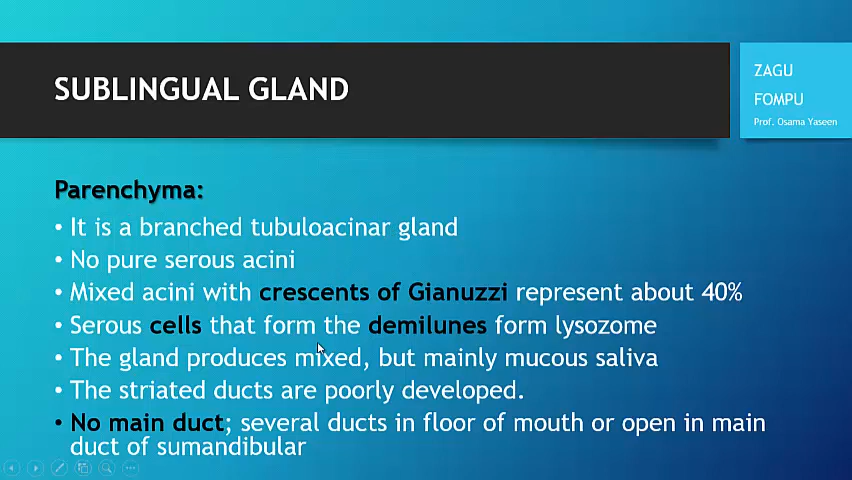 SUBLINGUAL GLAND
ZAGU
FOMPU
Prof. Osama Yaseen
Parenchyma:
• It is a branched tubuloacinar gland
• No pure serous acini
• Mixed acini with crescents of Gianuzzi represent about 40%
• Serous cells that form the demilunes form lysozome
• The gland produces mixed, but mainly mucous saliva
• The striated ducts are poorly developed.
• No main duct; several ducts in floor of mouth or open in main
duct of sumandibular